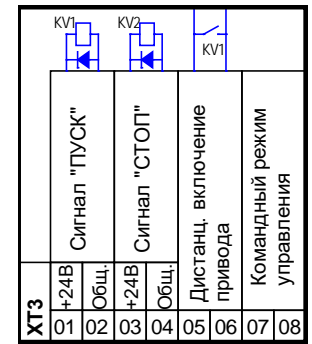 KV1
KV2
KV1
Сигнал "ПУСК"
Сигнал "СТОП"
Дистанц. включение
привода
Командный режим
управления
+24В
Общ.
+24В
Общ.
ХТ3
01 02 03 04 05 06 07 08